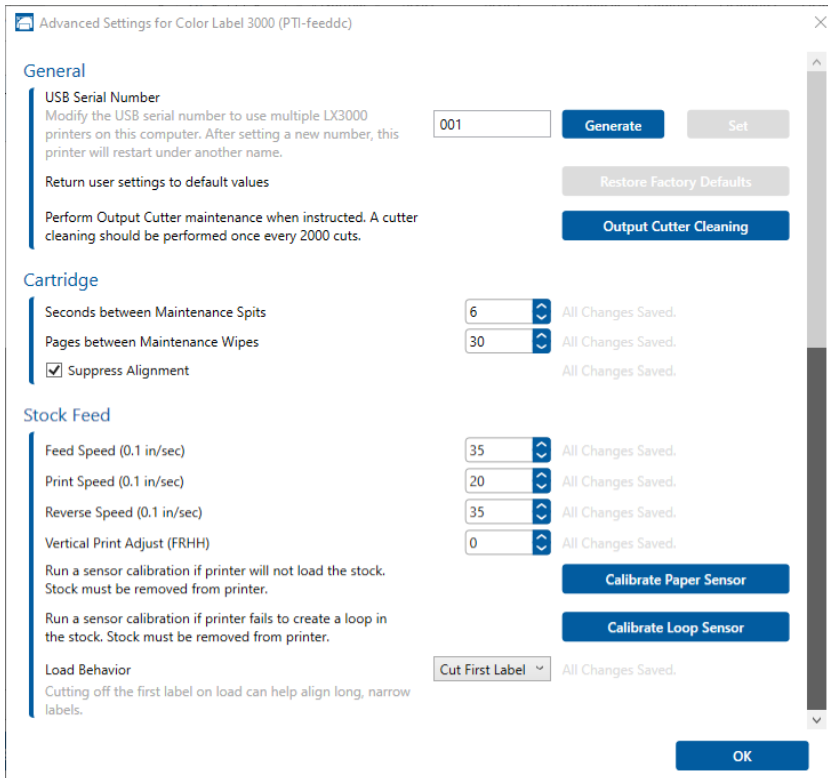 Advanced Settings for Color Label 3000 (PTI-feeddc)
General
USB Serial Number
Modify the USB serial number to use multiple LX3000
printers on this computer. After setting a new number, this
printer will restart under another name.
001
Generate
Set
Return user settings to default values
Restore Factory Defaults
Perform Output Cutter maintenance when instructed. A cutter
cleaning should be performed once every 2000 cuts.
Output Cutter Cleaning
Cartridge
Seconds between Maintenance Spits 6 All Changes Saved.
Pages between Maintenance Wipes 30 All Changes Saved.
Suppress Alignment All Changes Saved.
Stock Feed
Feed Speed (0.1 in/sec) 35 All Changes Saved.
Print Speed (0.1 in/sec) 20 All Changes Saved.
Reverse Speed (0.1 in/sec) 35 All Changes Saved.
Vertical Print Adjust (FRHH) 0 All Changes Saved.
Run a sensor calibration if printer will not load the stock.
Stock must be removed from printer.
Calibrate Paper Sensor
Run a sensor calibration if printer fails to create a loop in
the stock. Stock must be removed from printer.
Calibrate Loop Sensor
Load Behavior Cut First Label All Changes Saved.
Cutting off the first label on load can help align long, narrow
labels.
OK